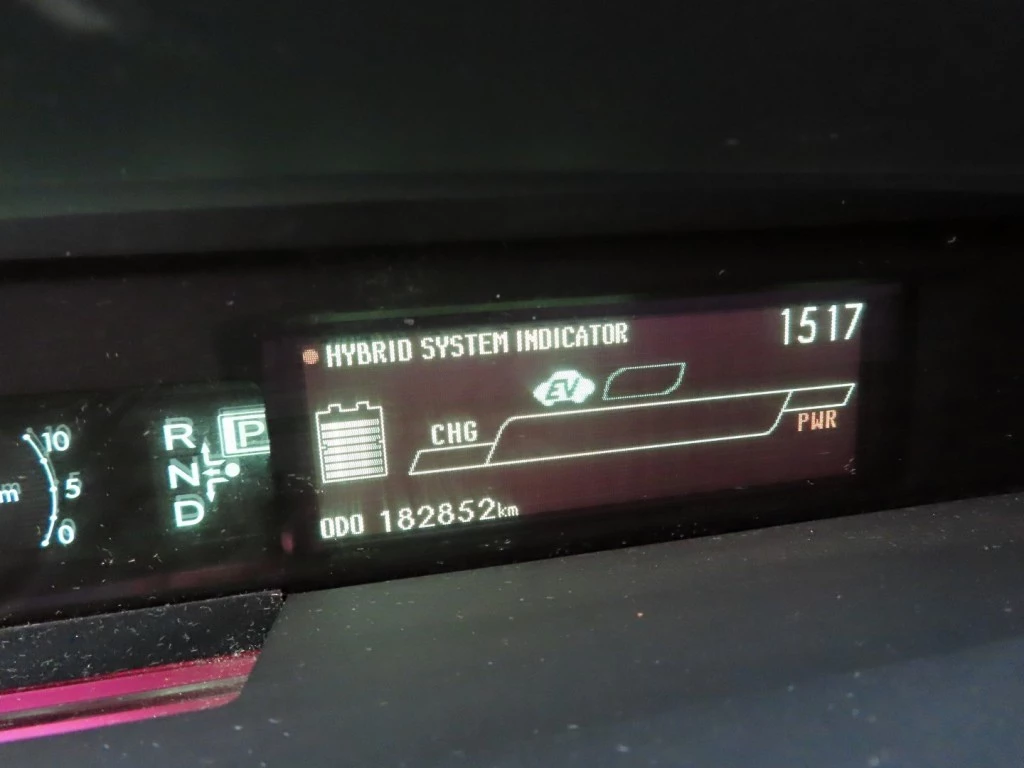 HYBRID SYSTEM INDICATOR
1517
EV
CHG
PWR
ODO 182852km
R
P
N
D
10
5
0
m